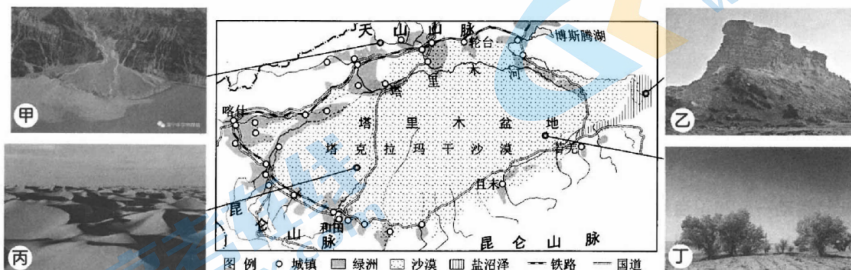 天山山脉
轮台
博斯腾湖
塔里木河
喀什
塔里木盆地
塔克拉玛干沙漠
若羌
且末
和田
昆仑山脉
昆仑山脉
甲
乙
丙
丁
图例 城镇 绿洲 沙漠 盐沼泽 铁路 国道